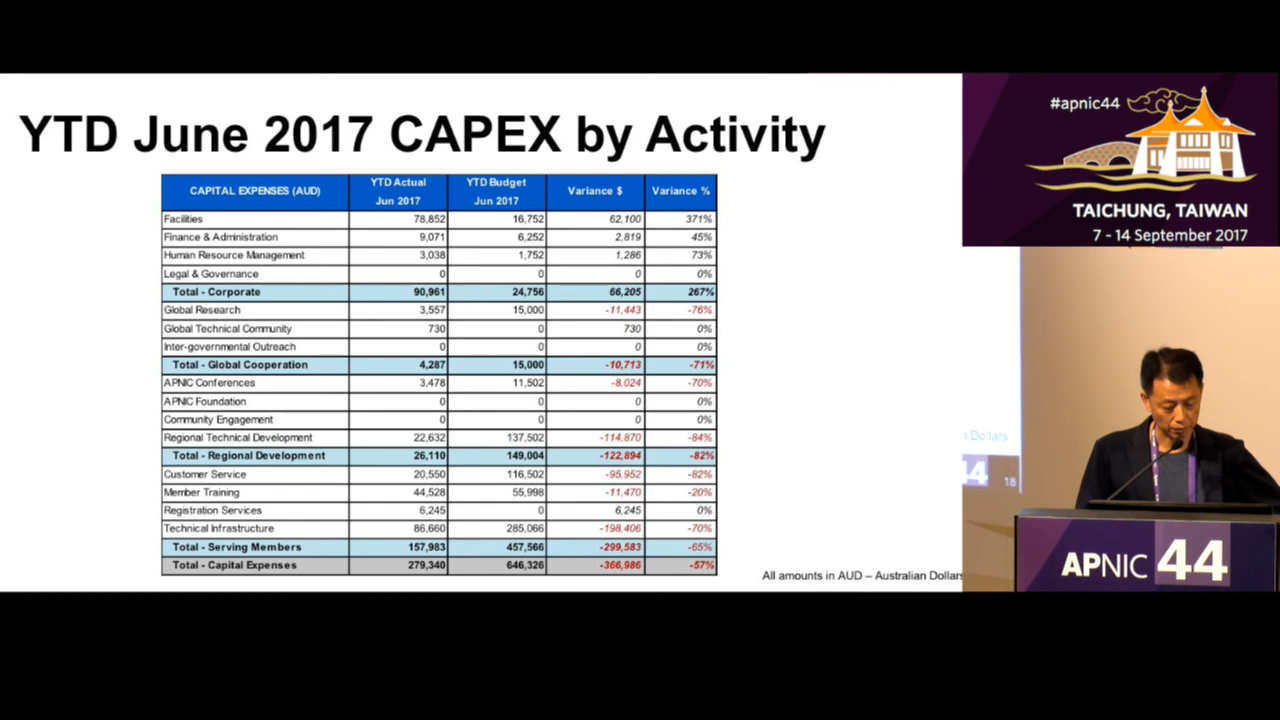 YTD June 2017 CAPEX by Activity
CAPITAL EXPENSES (AUD) YTD Actual Jun 2017 YTD Budget Jun 2017 Variance $ Variance %
Facilities 78,852 16,752 62,100 371%
Finance & Administration 9,071 6,252 2,819 45%
Human Resource Management 3,038 1,752 1,286 73%
Legal & Governance 0 0 0 0%
Total - Corporate 90,961 24,756 66,205 267%
Global Research 3,557 15,000 -11,443 -76%
Global Technical Community 730 0 730 0%
Inter-governmental Outreach 0 0 0 0%
Total - Global Cooperation 4,287 15,000 -10,713 -71%
APNIC Conferences 3,478 11,502 -8,024 -70%
APNIC Foundation 0 0 0 0%
Community Engagement 0 0 0 0%
Regional Technical Development 22,632 137,502 -114,870 -84%
Total - Regional Development 26,110 149,004 -122,894 -82%
Customer Service 20,550 116,502 -95,952 -82%
Member Training 44,528 55,998 -11,470 -20%
Registration Services 6,245 0 6,245 0%
Technical Infrastructure 86,660 285,066 -198,406 -70%
Total - Serving Members 157,983 457,566 -299,583 -65%
Total - Capital Expenses 279,340 646,326 -366,986 -57%
All amounts in AUD – Australian Dollars
#apnic44
TAICHUNG, TAIWAN
7 - 14 September 2017
n Dollars
44 18
APNIC 44